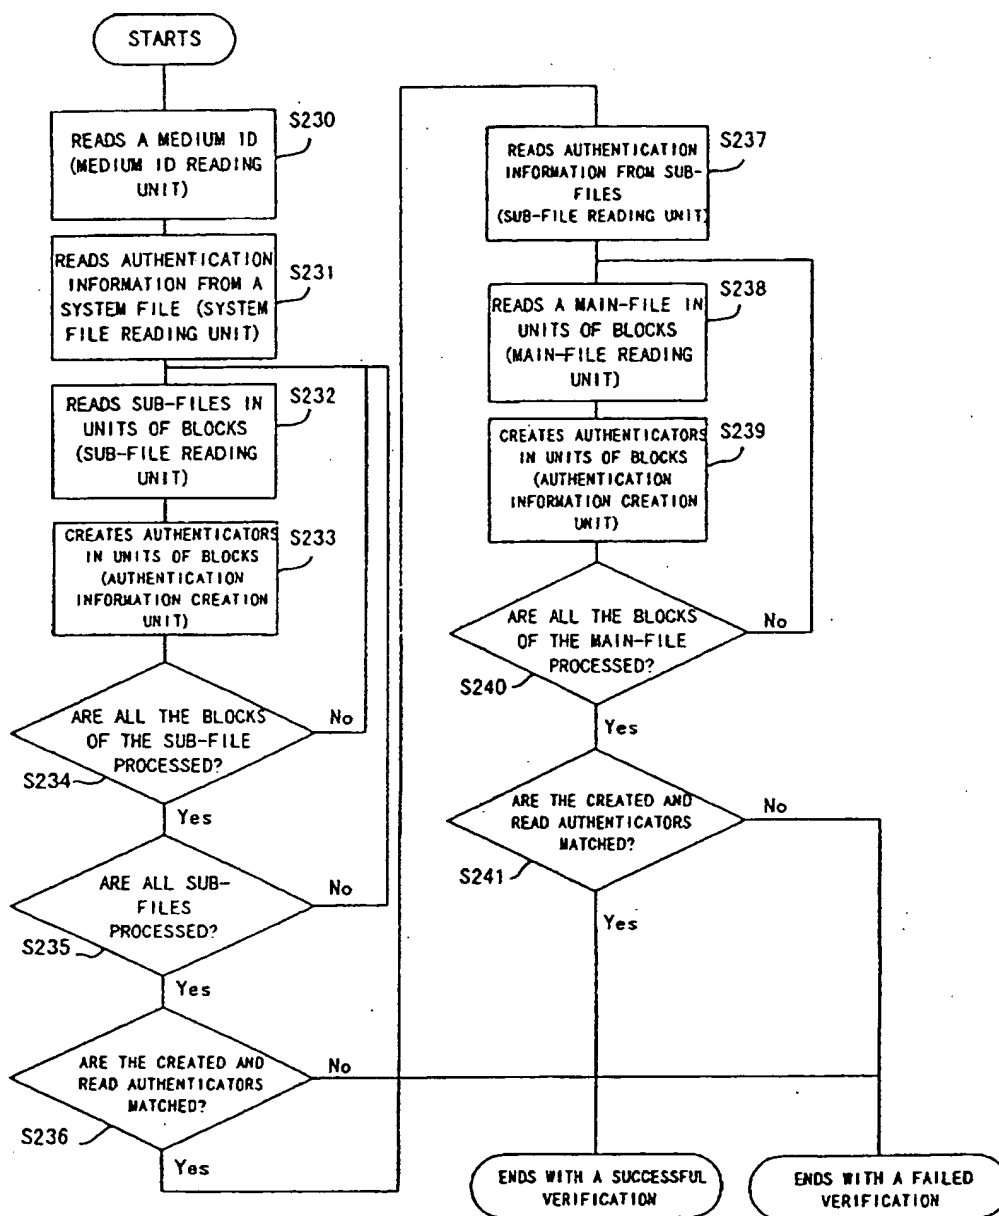 STARTS
S230
READS A MEDIUM ID
(MEDIUM ID READING
UNIT)
S231
READS AUTHENTICATION
INFORMATION FROM A
SYSTEM FILE (SYSTEM
FILE READING UNIT)
S232
READS SUB-FILES IN
UNITS OF BLOCKS
(SUB-FILE READING
UNIT)
S233
CREATES AUTHENTICATORS
IN UNITS OF BLOCKS
(AUTHENTICATION
INFORMATION CREATION
UNIT)
ARE ALL THE BLOCKS
OF THE SUB-FILE
PROCESSED?
No
S234
Yes
ARE ALL SUB-
FILES
PROCESSED?
No
S235
Yes
ARE THE CREATED AND
READ AUTHENTICATORS
MATCHED?
No
S236
Yes
S237
READS AUTHENTICATION
INFORMATION FROM SUB-
FILES
(SUB-FILE READING UNIT)
S238
READS A MAIN-FILE IN
UNITS OF BLOCKS
(MAIN-FILE READING
UNIT)
S239
CREATES AUTHENTICATORS
IN UNITS OF BLOCKS
(AUTHENTICATION
INFORMATION CREATION
UNIT)
ARE ALL THE BLOCKS
OF THE MAIN-FILE
PROCESSED?
No
S240
Yes
ARE THE CREATED AND
READ AUTHENTICATORS
MATCHED?
No
S241
Yes
ENDS WITH A SUCCESSFUL
VERIFICATION
ENDS WITH A FAILED
VERIFICATION